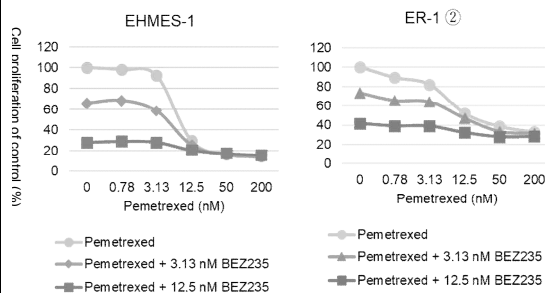 EHMES-1
Cell proliferation of control (%)
120
100
80
60
40
20
0
0 0.78 3.13 12.5 50 200
Pemetrexed (nM)
Pemetrexed
Pemetrexed + 3.13 nM BEZ235
Pemetrexed + 12.5 nM BEZ235
ER-1 ②
120
100
80
60
40
20
0
0 0.78 3.13 12.5 50 200
Pemetrexed (nM)
Pemetrexed
Pemetrexed + 3.13 nM BEZ235
Pemetrexed + 12.5 nM BEZ235